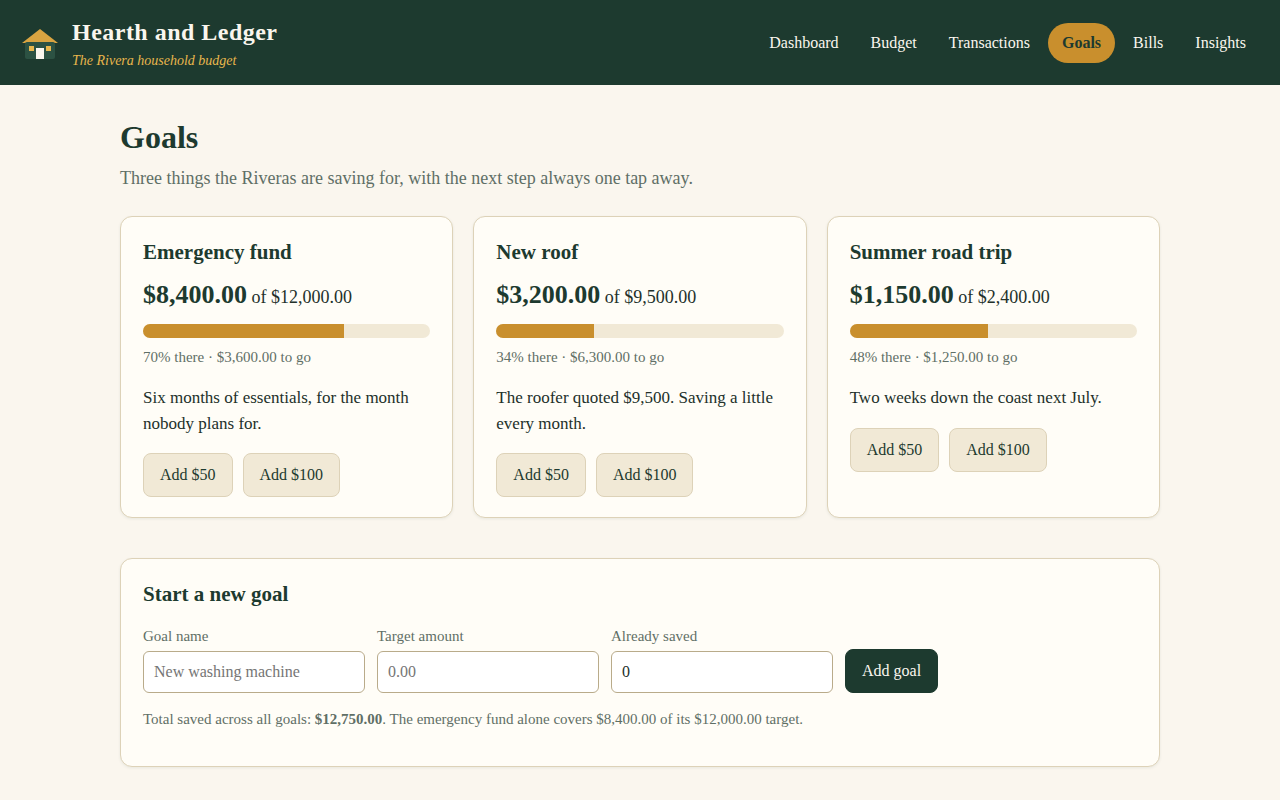 Hearth and Ledger
The Rivera household budget
Dashboard Budget Transactions Goals Bills Insights
Goals
Three things the Riveras are saving for, with the next step always one tap away.
Emergency fund
$8,400.00 of $12,000.00
70% there · $3,600.00 to go
Six months of essentials, for the month
nobody plans for.
Add $50 Add $100
New roof
$3,200.00 of $9,500.00
34% there · $6,300.00 to go
The roofer quoted $9,500. Saving a little
every month.
Add $50 Add $100
Summer road trip
$1,150.00 of $2,400.00
48% there · $1,250.00 to go
Two weeks down the coast next July.
Add $50 Add $100
Start a new goal
Goal name Target amount Already saved
New washing machine 0.00 0 Add goal
Total saved across all goals: $12,750.00. The emergency fund alone covers $8,400.00 of its $12,000.00 target.